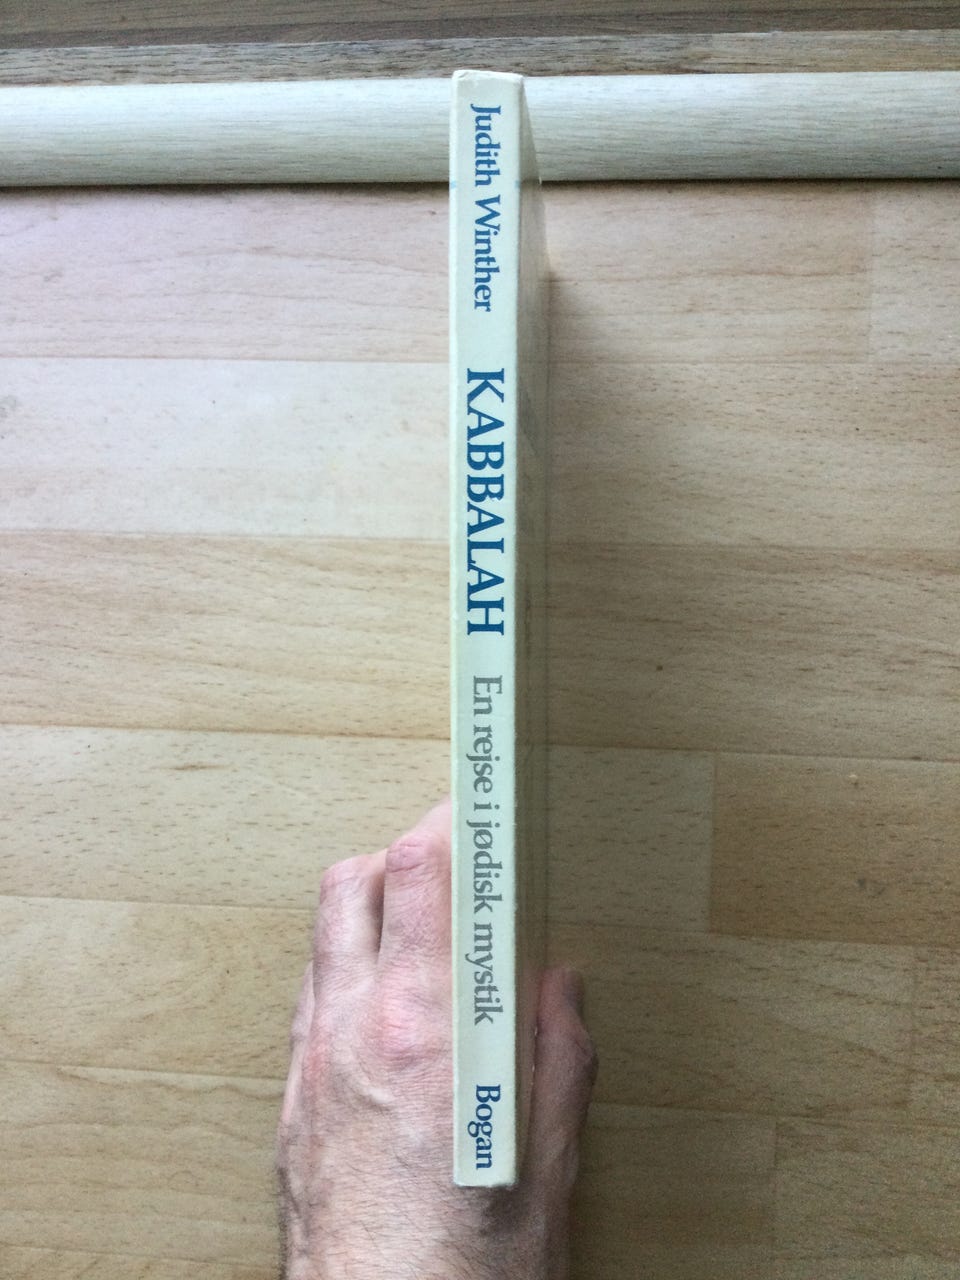 Judith Winther KABBALAH En rejse i jødisk mystik Bogan